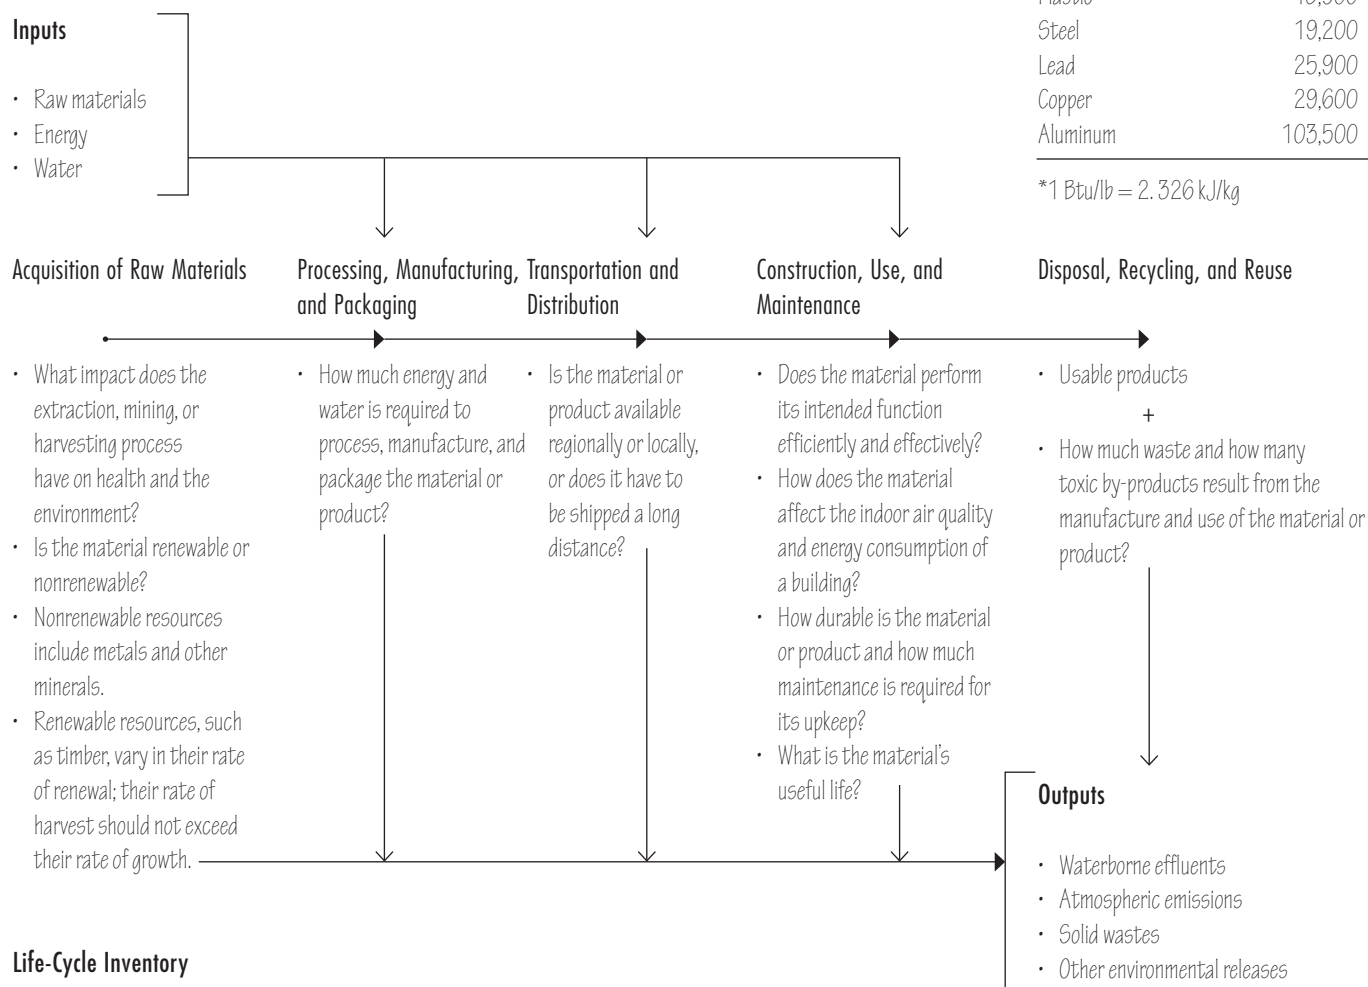 Inputs
• Raw materials
• Energy
• Water
Steel 19,200
Lead 25,900
Copper 29,600
Aluminum 103,500
*1 Btu/lb = 2.326 kJ/kg
Acquisition of Raw Materials
• What impact does the
extraction, mining, or
harvesting process
have on health and the
environment?
• Is the material renewable or
nonrenewable?
• Nonrenewable resources
include metals and other
minerals.
• Renewable resources, such
as timber, vary in their rate
of renewal; their rate of
harvest should not exceed
their rate of growth.
Processing, Manufacturing,
and Packaging
• How much energy and
water is required to
process, manufacture, and
package the material or
product?
Transportation and
Distribution
• Is the material or
product available
regionally or locally,
or does it have to
be shipped a long
distance?
Construction, Use, and
Maintenance
• Does the material perform
its intended function
efficiently and effectively?
• How does the material
affect the indoor air quality
and energy consumption of
a building?
• How durable is the material
or product and how much
maintenance is required for
its upkeep?
• What is the material's
useful life?
Disposal, Recycling, and Reuse
• Usable products
+
• How much waste and how many
toxic by-products result from the
manufacture and use of the material or
product?
Outputs
• Waterborne effluents
• Atmospheric emissions
• Solid wastes
• Other environmental releases
Life-Cycle Inventory